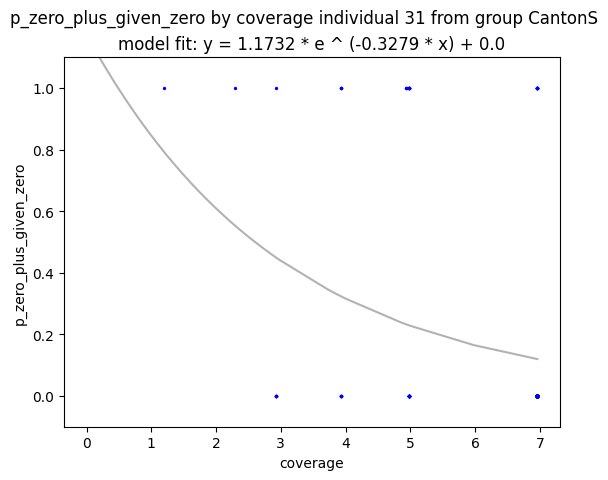 p_zero_plus_given_zero by coverage individual 31 from group CantonS
model fit: y = 1.1732 * e ^ (-0.3279 * x) + 0.0
1.0
0.8
0.6
0.4
0.2
0.0
p_zero_plus_given_zero
0 1 2 3 4 5 6 7
coverage